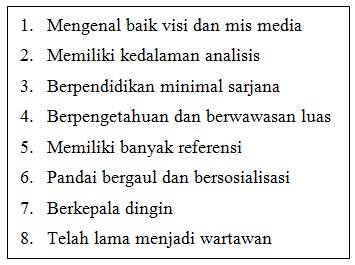 1. Mengenal baik visi dan mis media
2. Memiliki kedalaman analisis
3. Berpendidikan minimal sarjana
4. Berpengetahuan dan berwawasan luas
5. Memiliki banyak referensi
6. Pandai bergaul dan bersosialisasi
7. Berkepala dingin
8. Telah lama menjadi wartawan